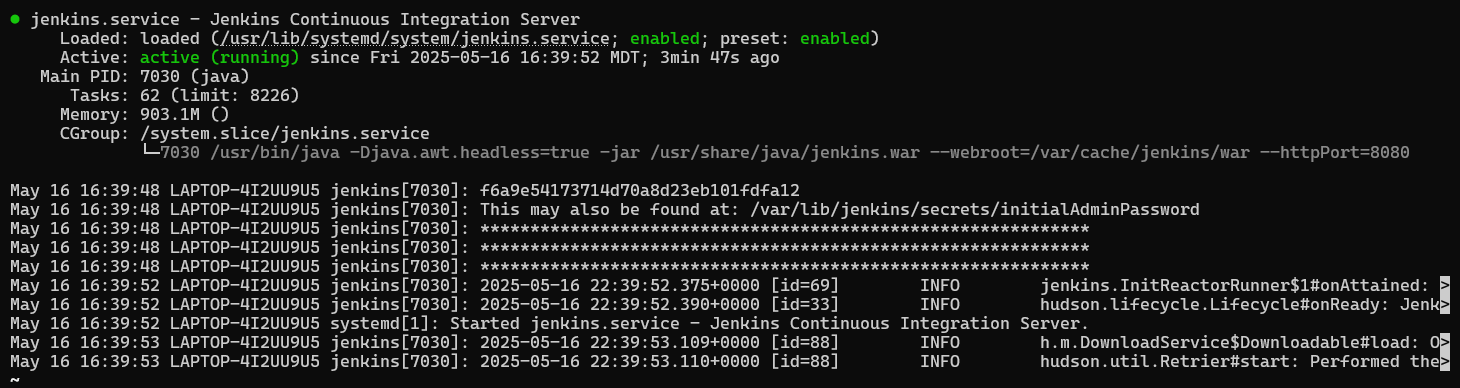 ● jenkins.service - Jenkins Continuous Integration Server
     Loaded: loaded (/usr/lib/systemd/system/jenkins.service; enabled; preset: enabled)
     Active: active (running) since Fri 2025-05-16 16:39:52 MDT; 3min 47s ago
   Main PID: 7030 (java)
      Tasks: 62 (limit: 8226)
     Memory: 903.1M ()
     CGroup: /system.slice/jenkins.service
             └─7030 /usr/bin/java -Djava.awt.headless=true -jar /usr/share/java/jenkins.war --webroot=/var/cache/jenkins/war --httpPort=8080

May 16 16:39:48 LAPTOP-4I2UU9U5 jenkins[7030]: f6a9e54173714d70a8d23eb101fdfa12
May 16 16:39:48 LAPTOP-4I2UU9U5 jenkins[7030]: This may also be found at: /var/lib/jenkins/secrets/initialAdminPassword
May 16 16:39:48 LAPTOP-4I2UU9U5 jenkins[7030]: *************************************************************
May 16 16:39:48 LAPTOP-4I2UU9U5 jenkins[7030]: *************************************************************
May 16 16:39:48 LAPTOP-4I2UU9U5 jenkins[7030]: *************************************************************
May 16 16:39:52 LAPTOP-4I2UU9U5 jenkins[7030]: 2025-05-16 22:39:52.375+0000 [id=69]        INFO        jenkins.InitReactorRunner$1#onAttained: >
May 16 16:39:52 LAPTOP-4I2UU9U5 jenkins[7030]: 2025-05-16 22:39:52.390+0000 [id=33]        INFO        hudson.lifecycle.Lifecycle#onReady: Jenk>
May 16 16:39:52 LAPTOP-4I2UU9U5 systemd[1]: Started jenkins.service - Jenkins Continuous Integration Server.
May 16 16:39:53 LAPTOP-4I2UU9U5 jenkins[7030]: 2025-05-16 22:39:53.109+0000 [id=88]        INFO        h.m.DownloadService$Downloadable#load: O>
May 16 16:39:53 LAPTOP-4I2UU9U5 jenkins[7030]: 2025-05-16 22:39:53.110+0000 [id=88]        INFO        hudson.util.Retrier#start: Performed the>
~